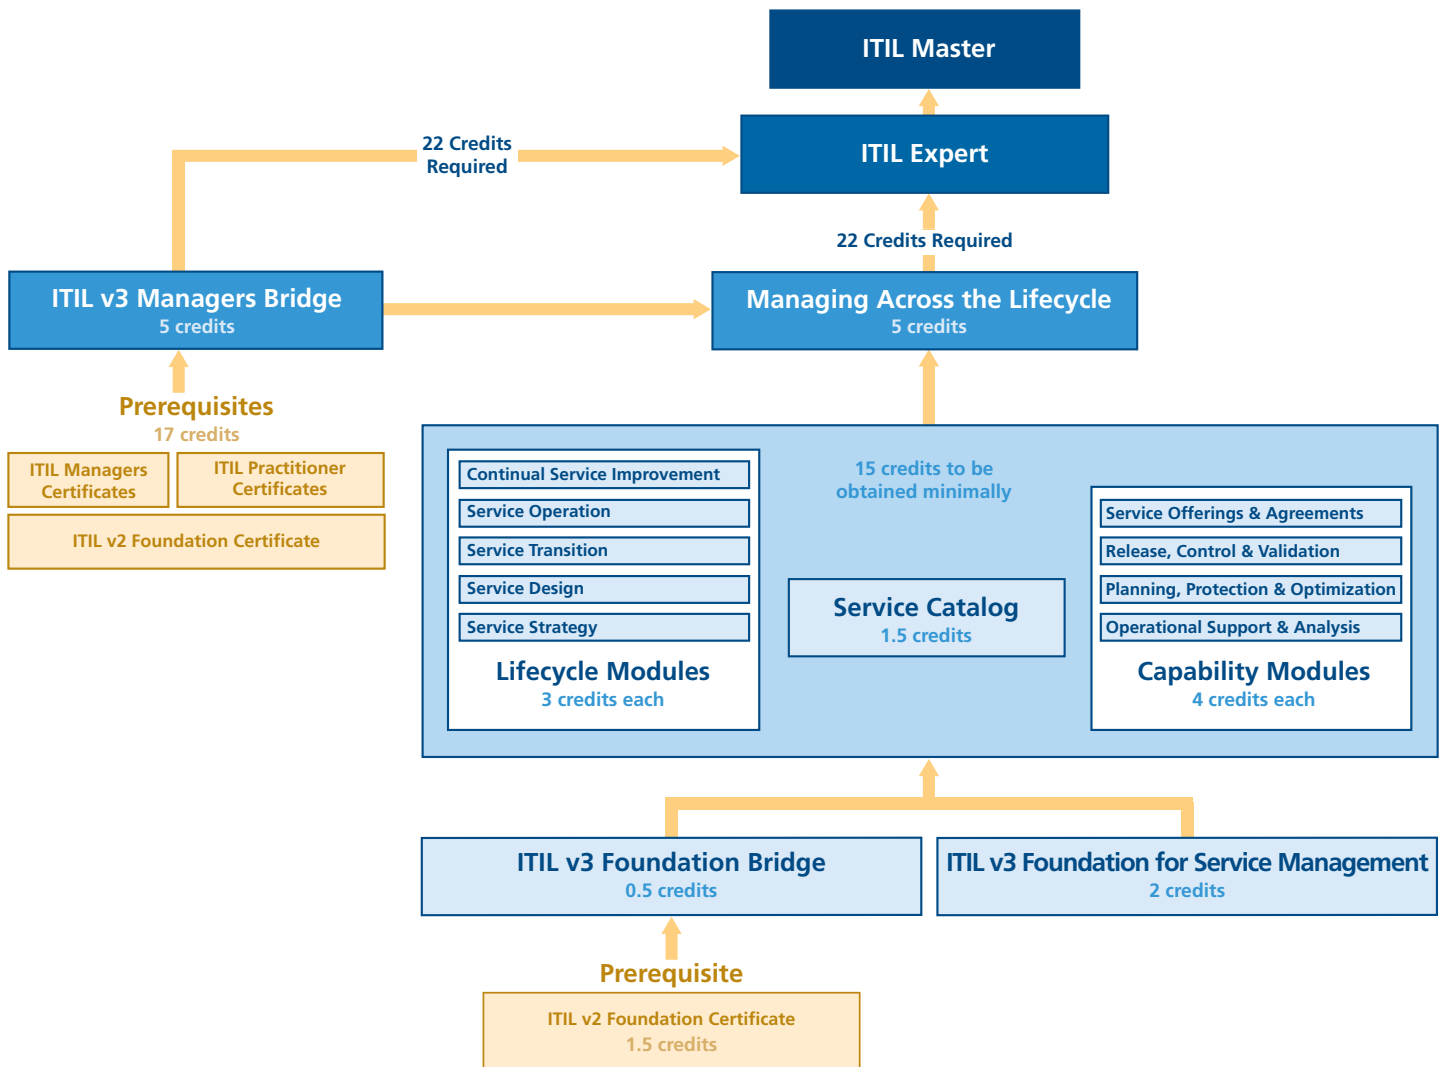 ITIL Master
22 Credits
Required
ITIL Expert
22 Credits Required
ITIL v3 Managers Bridge
5 credits
Managing Across the Lifecycle
5 credits
Prerequisites
17 credits
ITIL Managers
Certificates
ITIL Practitioner
Certificates
ITIL v2 Foundation Certificate
Continual Service Improvement
Service Operation
Service Transition
Service Design
Service Strategy
Lifecycle Modules
3 credits each
15 credits to be
obtained minimally
Service Catalog
1.5 credits
Service Offerings & Agreements
Release, Control & Validation
Planning, Protection & Optimization
Operational Support & Analysis
Capability Modules
4 credits each
ITIL v3 Foundation Bridge
0.5 credits
ITIL v3 Foundation for Service Management
2 credits
Prerequisite
ITIL v2 Foundation Certificate
1.5 credits